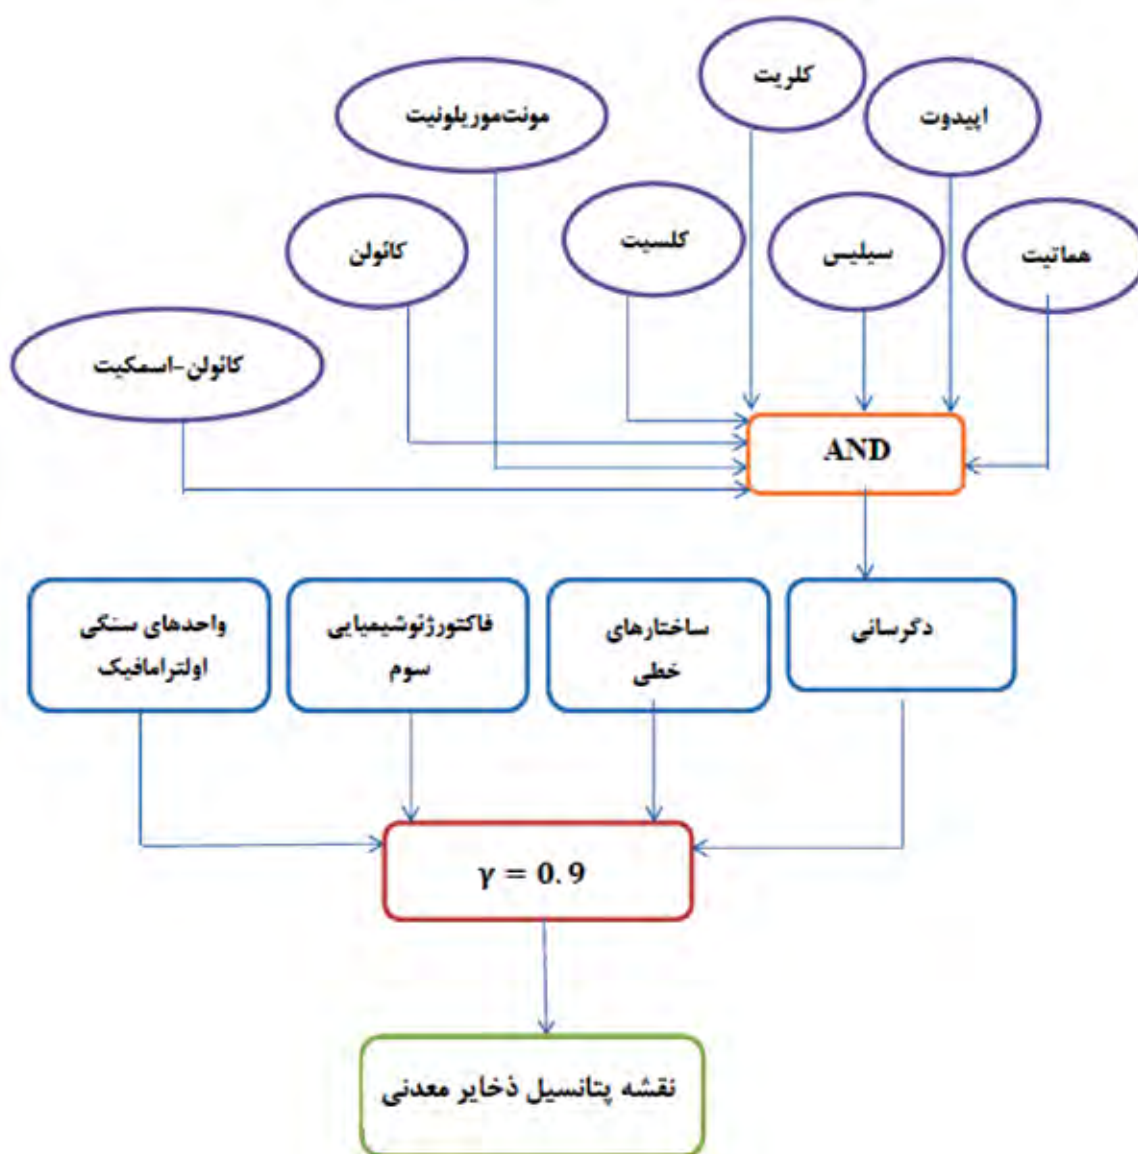 کلریت
اپیدوت
مونت‌موریلونیت
هماتیت
سیلیس
کلسیت
کائولن
کائولن-اسمکیت
AND
دگرسانی
ساختارهای
خطی
فاکتورژئوشیمیایی
سوم
واحدهای سنگی
اولترامافیک
γ = 0.9
نقشه پتانسیل ذخایر معدنی